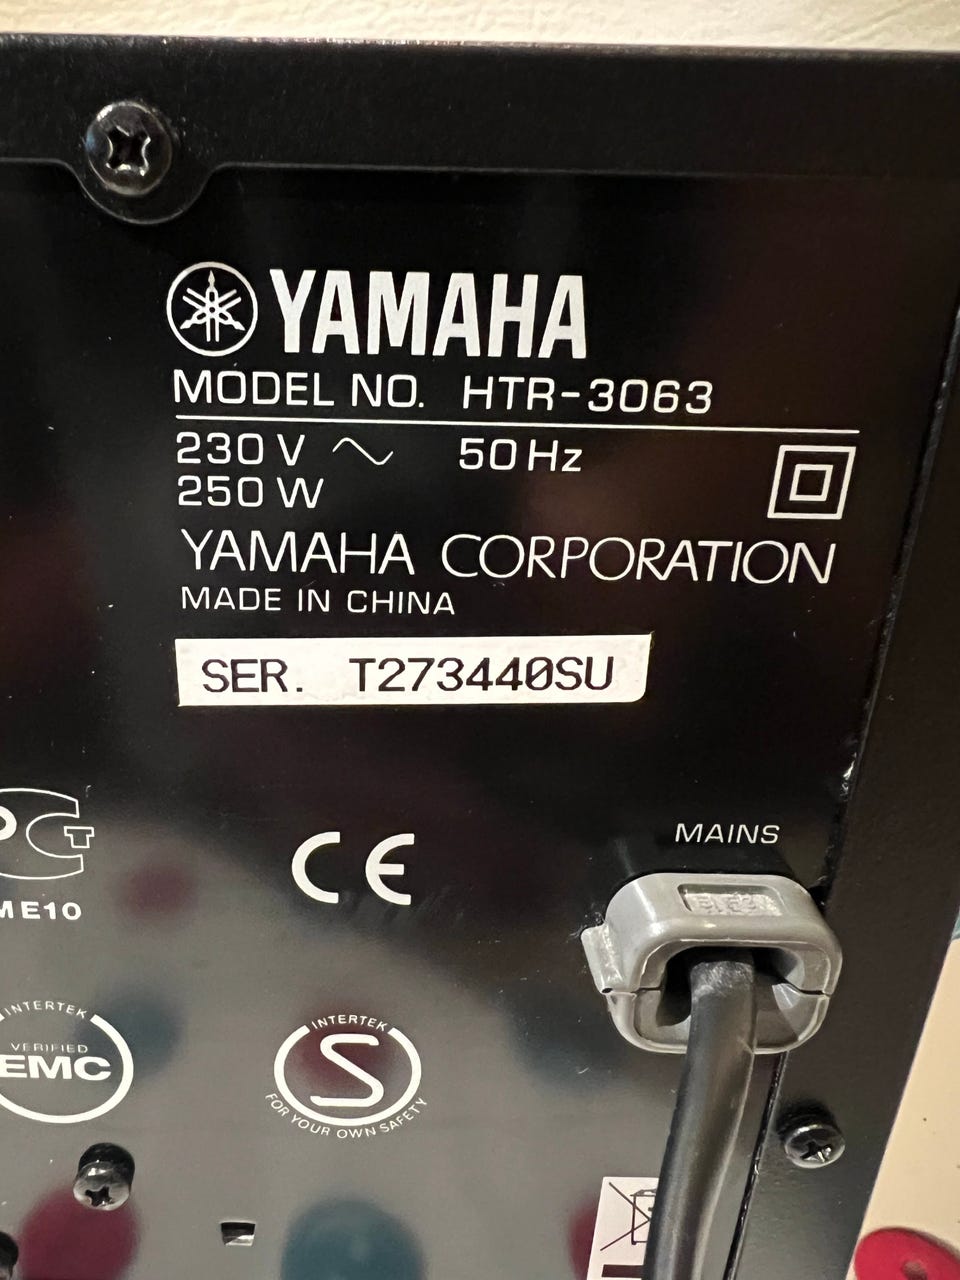 YAMAHA
MODEL NO. HTR-3063
230 V ~ 50 Hz
250 W
YAMAHA CORPORATION
MADE IN CHINA
SER. T273440SU
MAINS
ME10
CE
INTERTEK
VERIFIED
EMC
INTERTEK
S
FOR YOUR OWN SAFETY